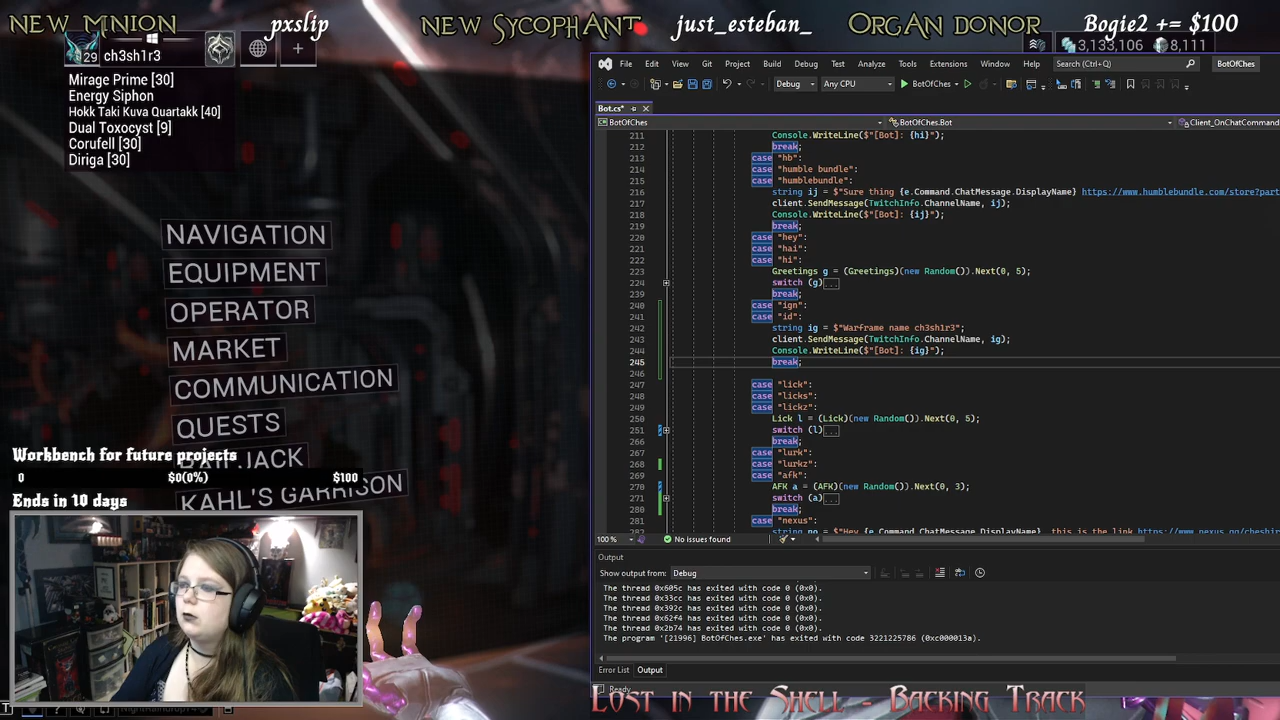 NEW MINION
pxslip
NEW SYCOPHANT
just_esteban_
ORGAN DONOR
Bogie2 += $100
29
ch3sh1r3
3,133,106
8,111
Mirage Prime [30]
Energy Siphon
Hokk Taki Kuva Quartakk [40]
Dual Toxocyst [9]
Corufell [30]
Diriga [30]
NAVIGATION
EQUIPMENT
OPERATOR
MARKET
COMMUNICATION
QUESTS
RAILJACK
KAHL'S GARRISON
Workbench for future projects
0 $0(0%) $100
Ends in 10 days
File Edit View Git Project Build Debug Test Analyze Tools Extensions Window Help Search (Ctrl+Q) BotOfChes
Debug Any CPU BotOfChes
Bot.cs*
BotOfChes BotOfChes.Bot Client_OnChatCommand
211 Console.WriteLine($"[Bot]: {hi}");
212 break;
213 case "hb":
214 case "humble bundle":
215 case "humblebundle":
216 string ij = $"Sure thing {e.Command.ChatMessage.DisplayName} https://www.humblebundle.com/store?part
217 client.SendMessage(TwitchInfo.ChannelName, ij);
218 Console.WriteLine($"[Bot]: {ij}");
219 break;
220 case "hey":
221 case "hai":
222 case "hi":
223 Greetings g = (Greetings)(new Random()).Next(0, 5);
224 switch (g)...
239 break;
240 case "ign":
241 case "id":
242 string ig = $"Warframe name ch3sh1r3";
243 client.SendMessage(TwitchInfo.ChannelName, ig);
244 Console.WriteLine($"[Bot]: {ig}");
245 break;
246
247 case "lick":
248 case "licks":
249 case "lickz":
250 Lick l = (Lick)(new Random()).Next(0, 5);
251 switch (l)...
266 break;
267 case "lurk":
268 case "lurkz":
269 case "afk":
270 AFK a = (AFK)(new Random()).Next(0, 3);
271 switch (a)...
280 break;
281 case "nexus":
100 % No issues found
Output
Show output from: Debug
The thread 0x605c has exited with code 0 (0x0).
The thread 0x33cc has exited with code 0 (0x0).
The thread 0x392c has exited with code 0 (0x0).
The thread 0x62f4 has exited with code 0 (0x0).
The thread 0x2b74 has exited with code 0 (0x0).
The program '[21996] BotOfChes.exe' has exited with code 3221225786 (0xc000013a).
Error List Output
Ready
Lost in the Shell Backing Track